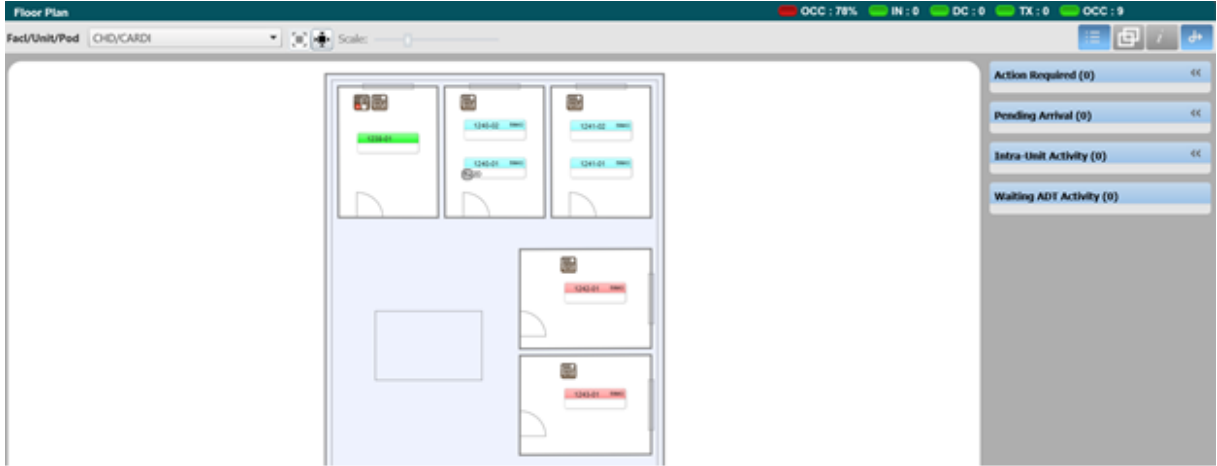 Floor Plan
OCC : 78% IN : 0 DC : 0 TX : 0 OCC : 9
Facl/Unit/Pod CHD/CARDI Scale:
Action Required (0)
Pending Arrival (0)
Intra-Unit Activity (0)
Waiting ADT Activity (0)
1240-02
1241-02
1240-01
1241-01
1242-01
1243-01